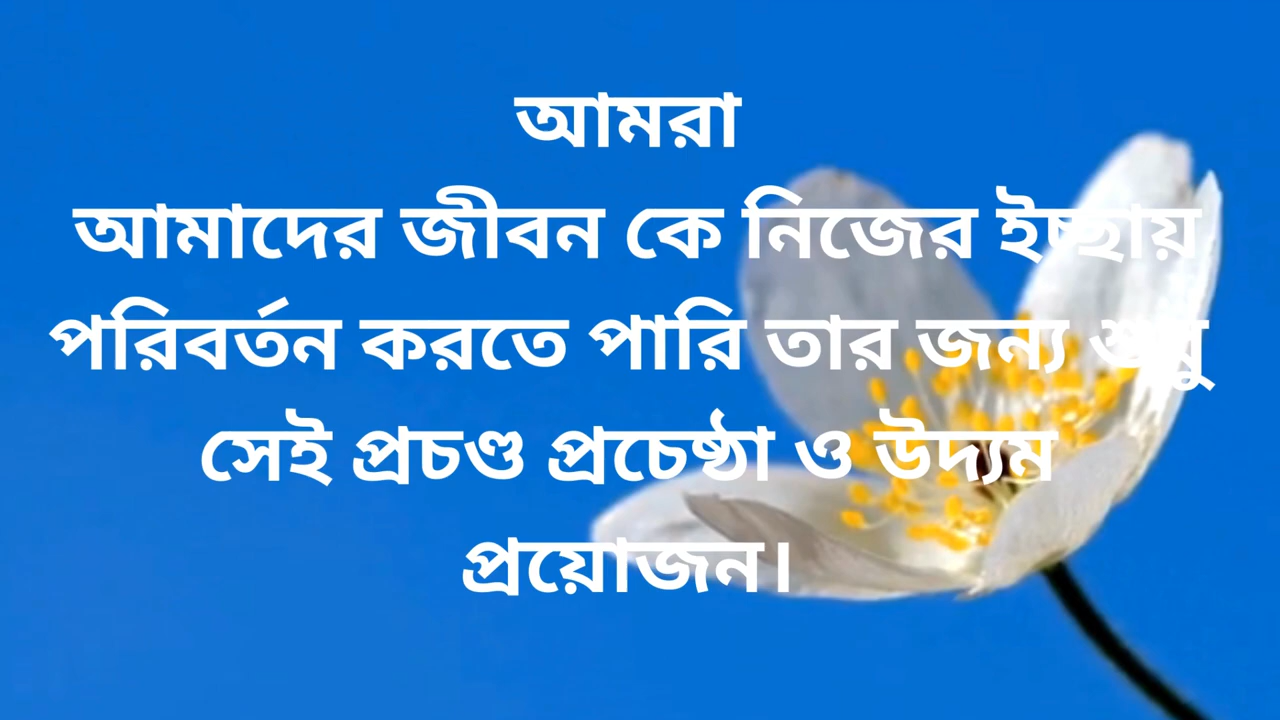 আমরা
আমাদের জীবন কে নিজের ইচ্ছায়
পরিবর্তন করতে পারি তার জন্য শুধু
সেই প্রচণ্ড প্রচেষ্ঠা ও উদ্যম
প্রয়োজন।